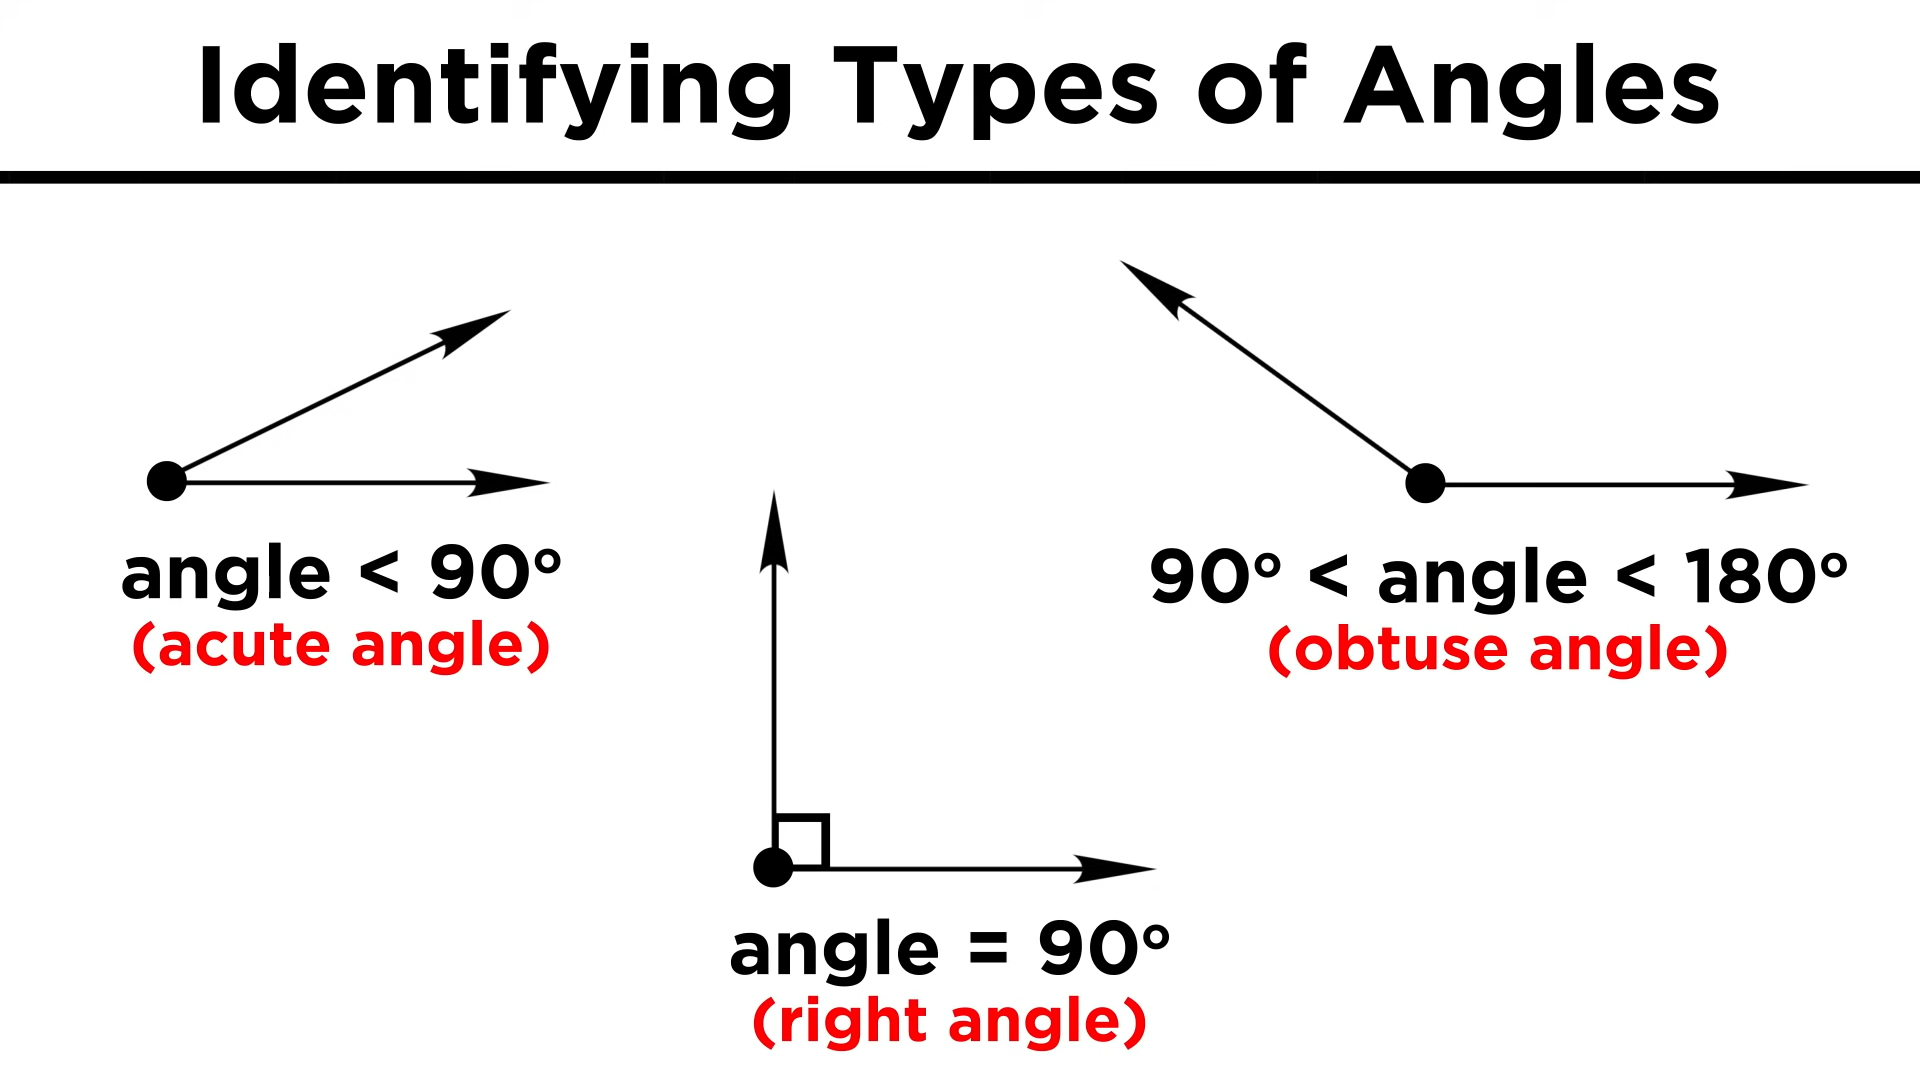 Identifying Types of Angles
angle < 90°
(acute angle)
90° < angle < 180°
(obtuse angle)
angle = 90°
(right angle)